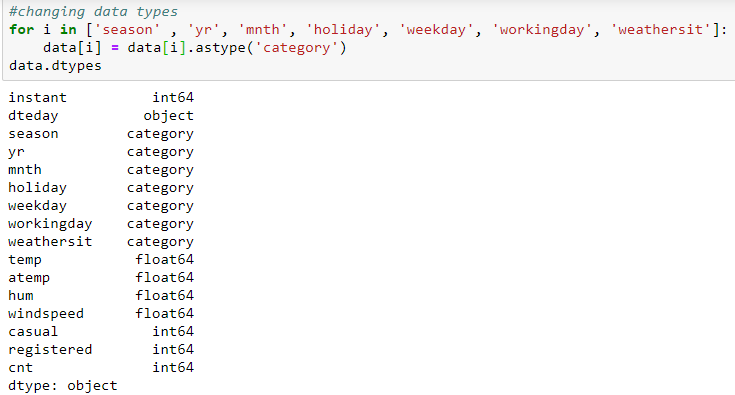 #changing data types
for i in ['season' , 'yr', 'mnth', 'holiday', 'weekday', 'workingday', 'weathersit']:
    data[i] = data[i].astype('category')
data.dtypes
instant int64
dteday object
season category
yr category
mnth category
holiday category
weekday category
workingday category
weathersit category
temp float64
atemp float64
hum float64
windspeed float64
casual int64
registered int64
cnt int64
dtype: object